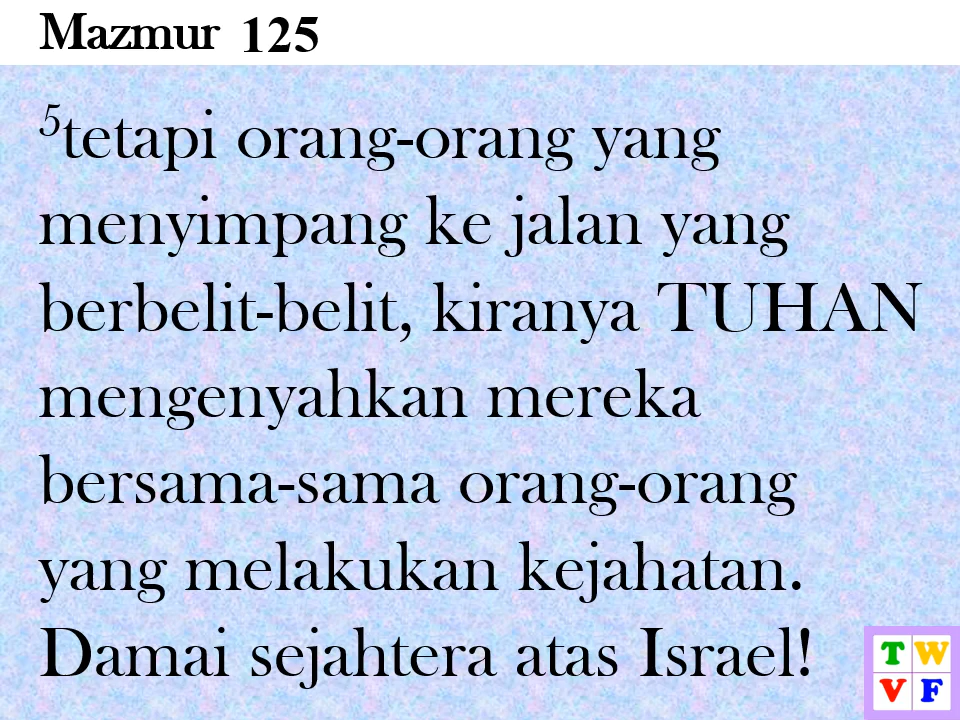 Mazmur 125
5tetapi orang-orang yang
menyimpang ke jalan yang
berbelit-belit, kiranya TUHAN
mengenyahkan mereka
bersama-sama orang-orang
yang melakukan kejahatan.
Damai sejahtera atas Israel!
T W
V F